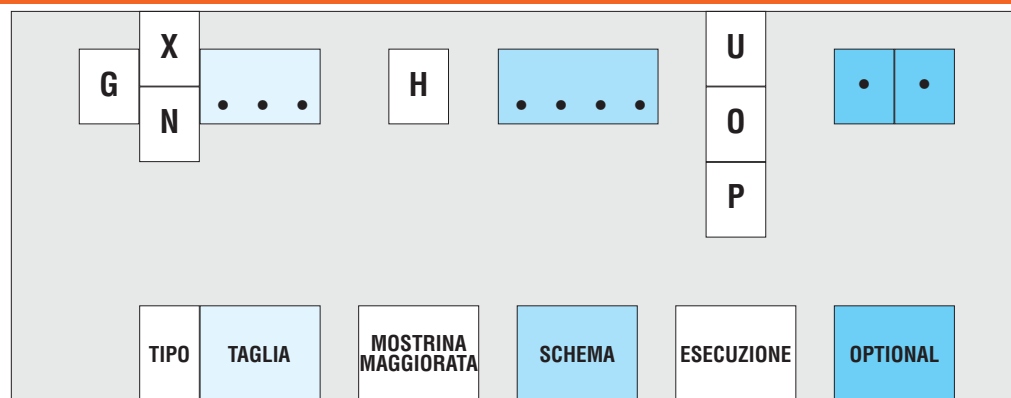 X
G
N
• • •
H
• • • •
U
O
P
• •
TIPO
TAGLIA
MOSTRINA
MAGGIORATA
SCHEMA
ESECUZIONE
OPTIONAL